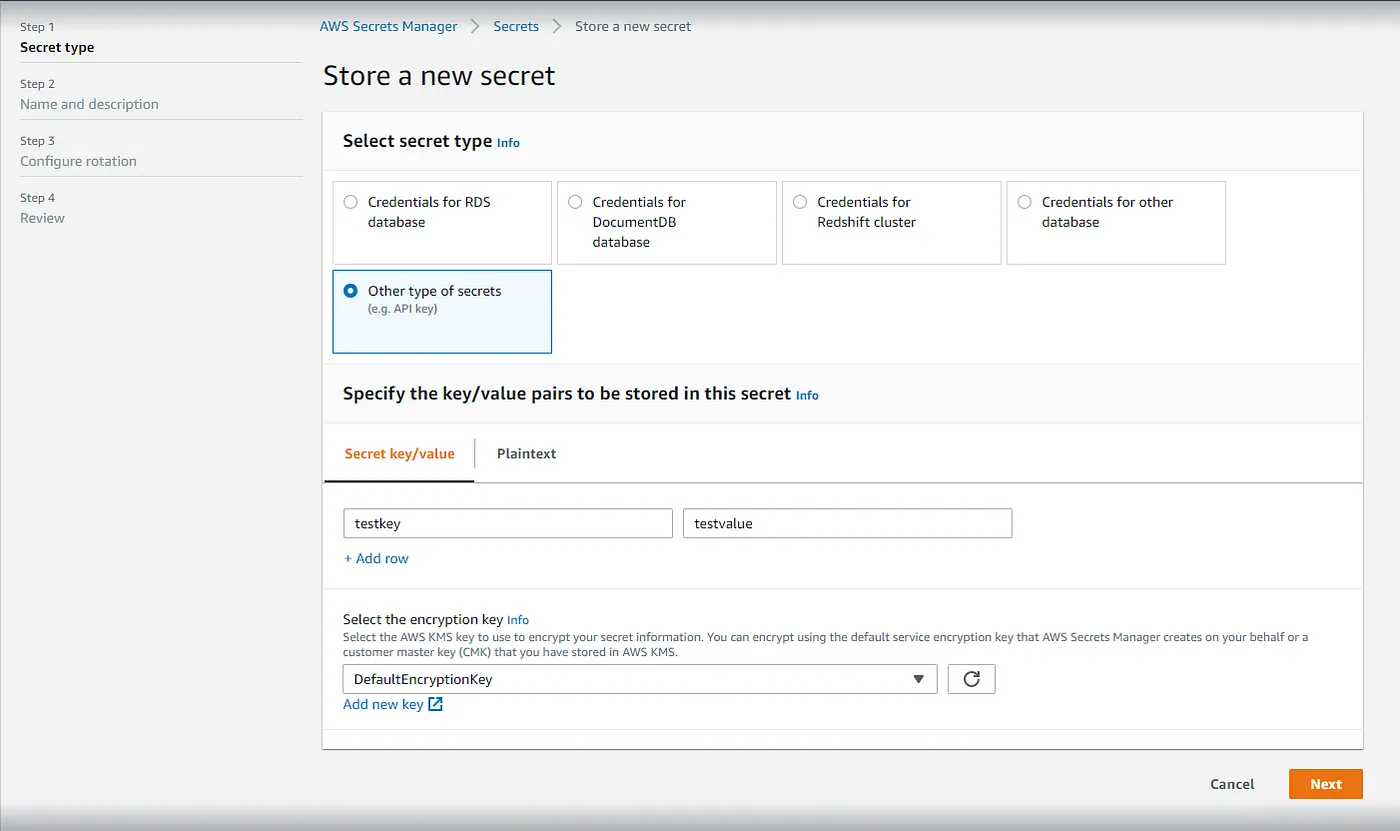 Step 1
Secret type
Step 2
Name and description
Step 3
Configure rotation
Step 4
Review
AWS Secrets Manager > Secrets > Store a new secret
Store a new secret
Select secret type Info
Credentials for RDS
database
Credentials for
DocumentDB
database
Credentials for
Redshift cluster
Credentials for other
database
Other type of secrets
(e.g. API key)
Specify the key/value pairs to be stored in this secret Info
Secret key/value
Plaintext
testkey
testvalue
+ Add row
Select the encryption key Info
Select the AWS KMS key to use to encrypt your secret information. You can encrypt using the default service encryption key that AWS Secrets Manager creates on your behalf or a
customer master key (CMK) that you have stored in AWS KMS.
DefaultEncryptionKey
Add new key
Cancel
Next